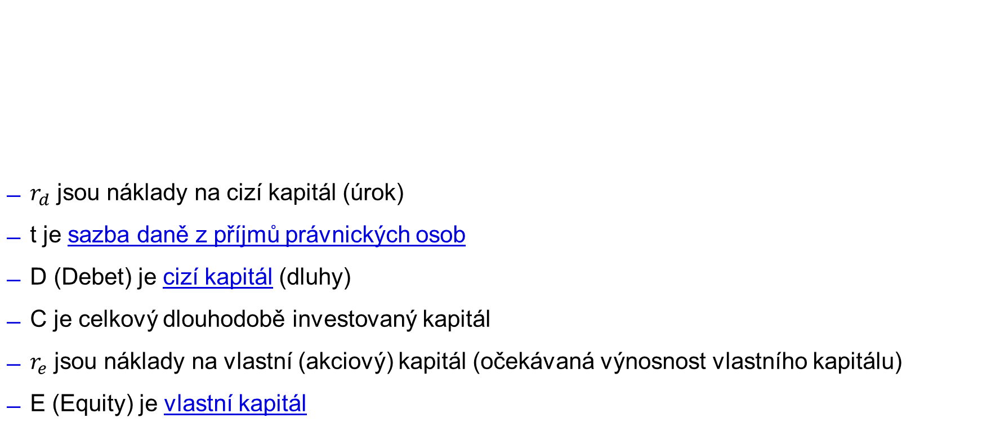 – r_d jsou náklady na cizí kapitál (úrok)
– t je sazba daně z příjmů právnických osob
– D (Debet) je cizí kapitál (dluhy)
– C je celkový dlouhodobě investovaný kapitál
– r_e jsou náklady na vlastní (akciový) kapitál (očekávaná výnosnost vlastního kapitálu)
– E (Equity) je vlastní kapitál